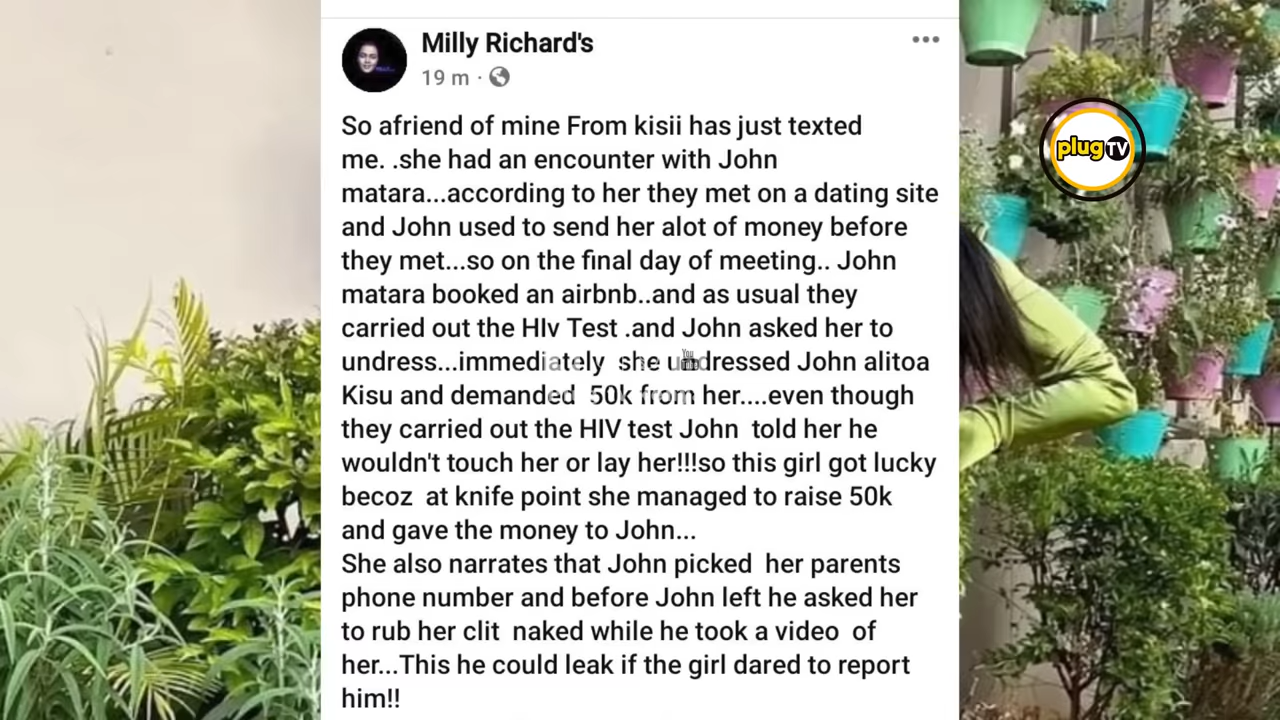 Milly Richard's
19 m ·
So afriend of mine From kisii has just texted
me. .she had an encounter with John
matara...according to her they met on a dating site
and John used to send her alot of money before
they met...so on the final day of meeting.. John
matara booked an airbnb..and as usual they
carried out the HIv Test .and John asked her to
undress...immediately she undressed John alitoa
Kisu and demanded 50k from her....even though
they carried out the HIV test John told her he
wouldn't touch her or lay her!!!so this girl got lucky
becoz at knife point she managed to raise 50k
and gave the money to John...
She also narrates that John picked her parents
phone number and before John left he asked her
to rub her clit naked while he took a video of
her...This he could leak if the girl dared to report
him!!
plugTV